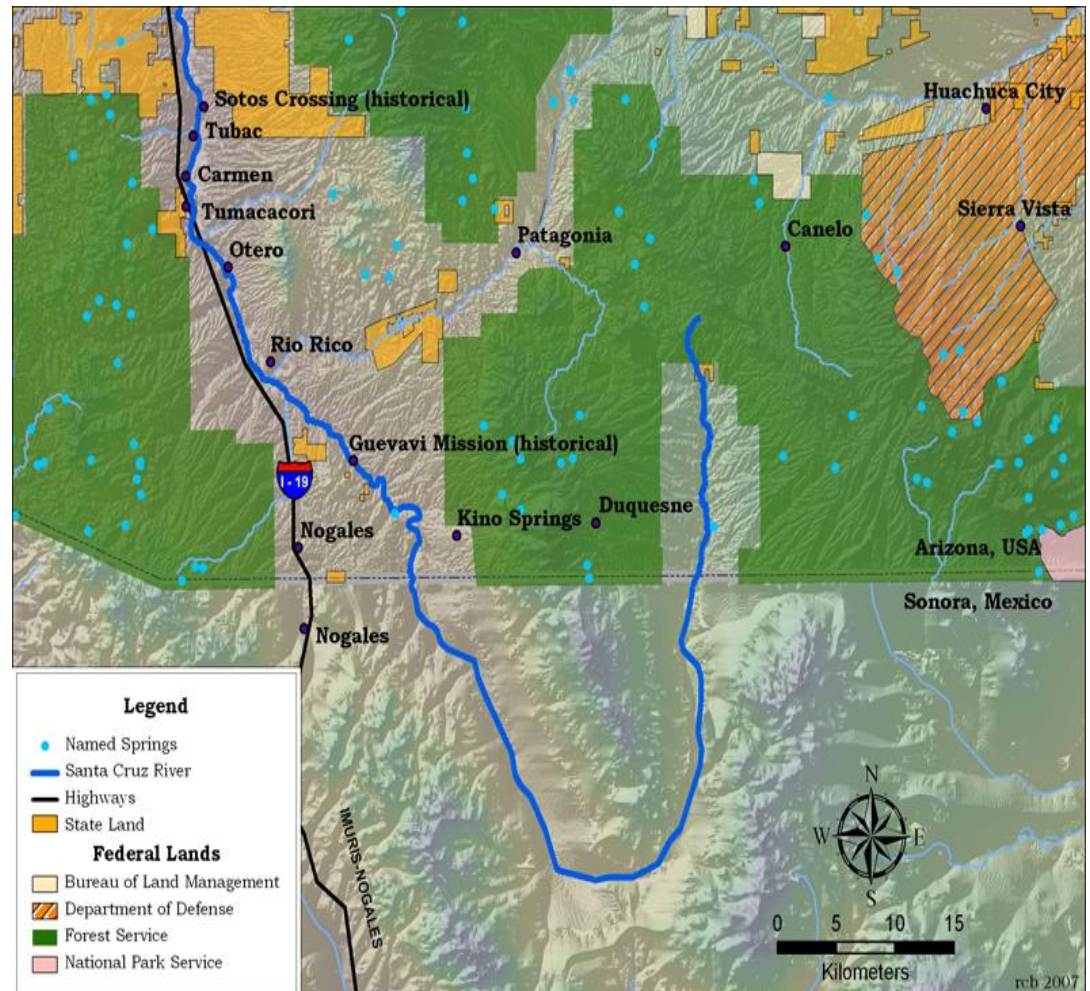 Sotos Crossing (historical)
Huachuca City
Tubac
Carmen
Tumacacori
Sierra Vista
Patagonia
Canelo
Otero
Rio Rico
Guevavi Mission (historical)
I - 19
Kino Springs
Duquesne
Nogales
Arizona, USA
Sonora, Mexico
Nogales
Legend
Named Springs
Santa Cruz River
Highways
State Land
Federal Lands
Bureau of Land Management
Department of Defense
Forest Service
National Park Service
IMURIS-NOGALES
N
W
E
S
0 5 10 15
Kilometers
rcb 2007